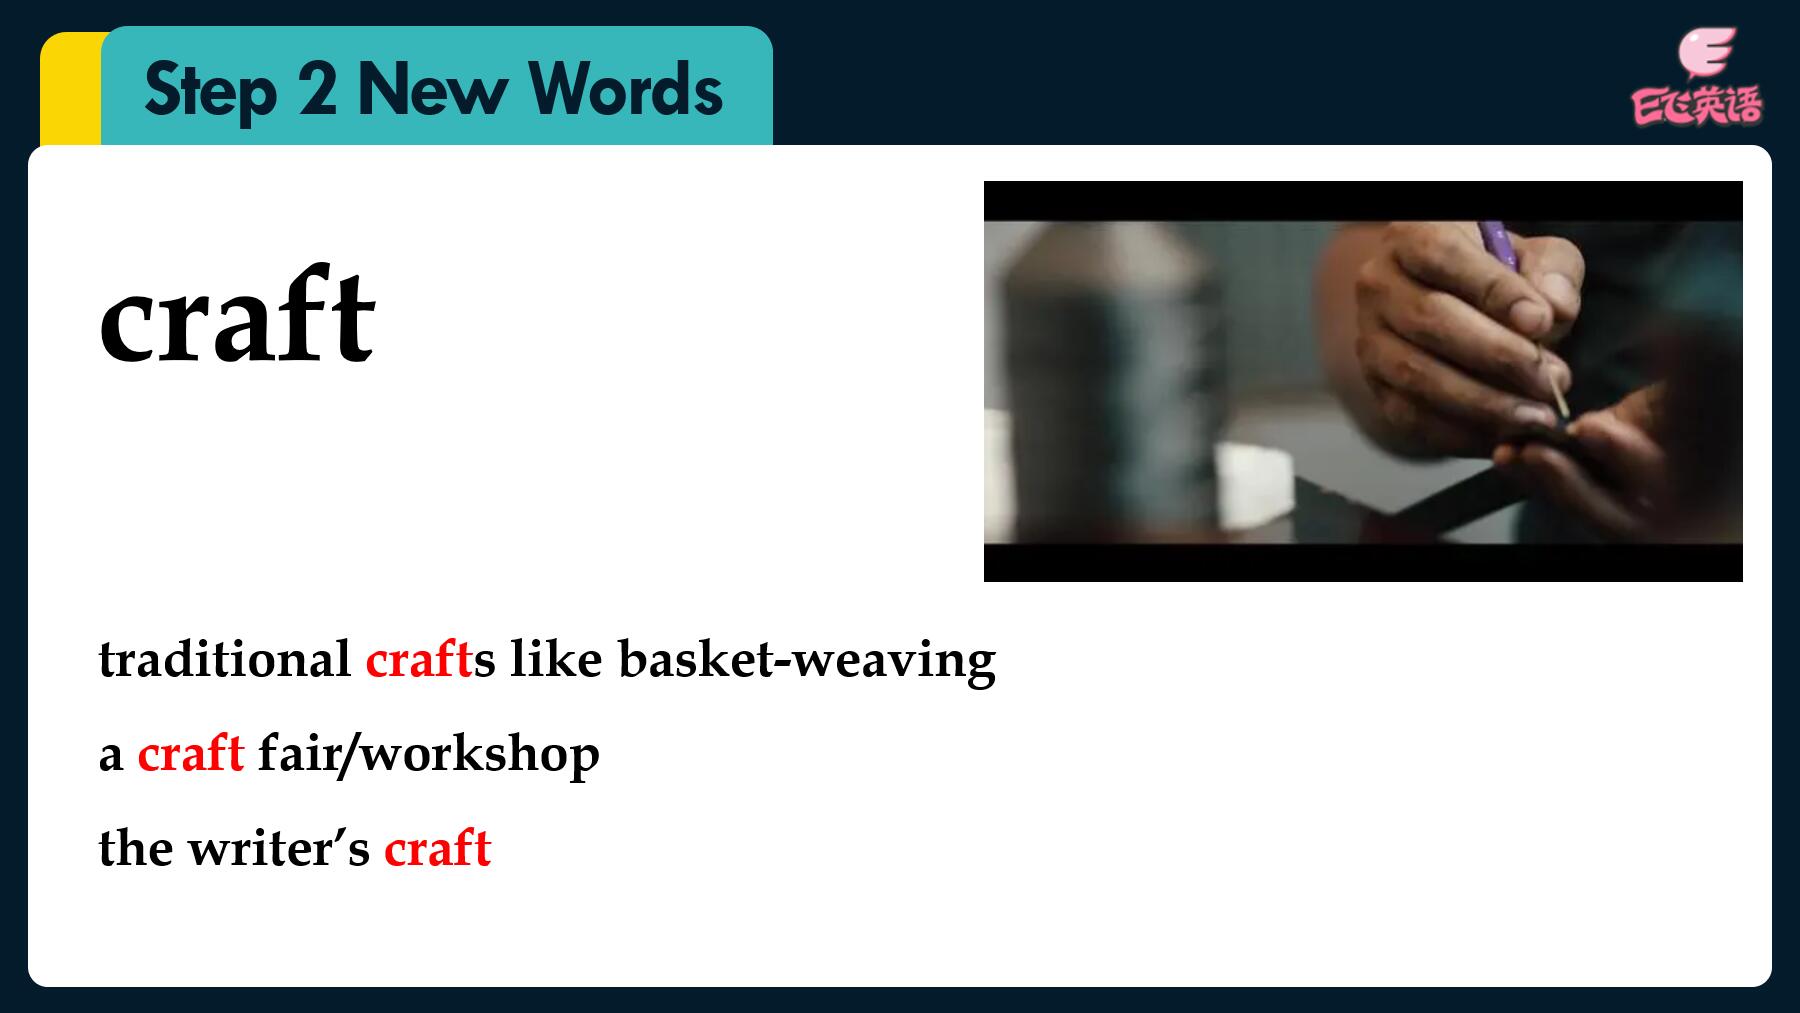 Step 2 New Words
E飞英语
craft
traditional crafts like basket-weaving
a craft fair/workshop
the writer’s craft